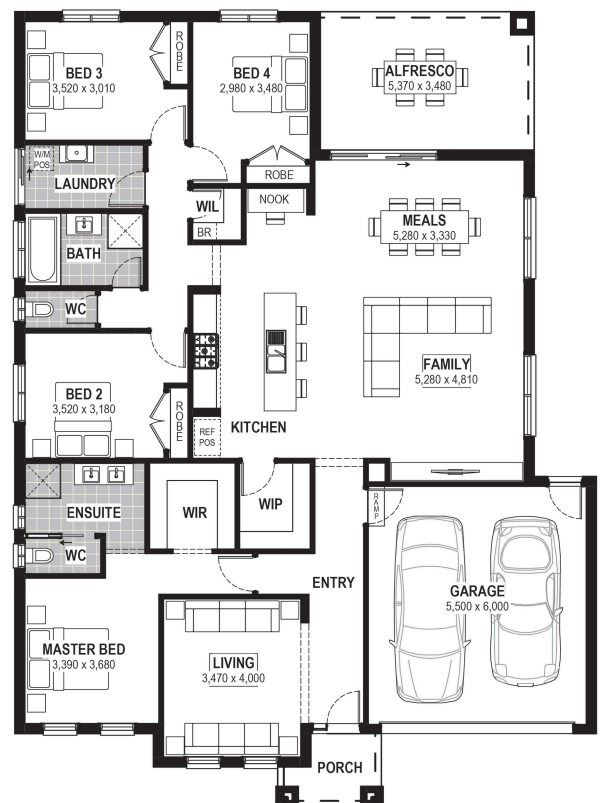 BED 3
3,520 x 3,010
ROBE
BED 4
2,980 x 3,480
ALFRESCO
5,370 x 3,480
W/M
POS
LAUNDRY
ROBE
WIL
BR
NOOK
MEALS
5,280 x 3,330
BATH
WC
FAMILY
5,280 x 4,810
BED 2
3,520 x 3,180
ROBE
REF
POS
KITCHEN
ENSUITE
WIR
WIP
RAMP
WC
ENTRY
GARAGE
5,500 x 6,000
MASTER BED
3,390 x 3,680
LIVING
3,470 x 4,000
PORCH